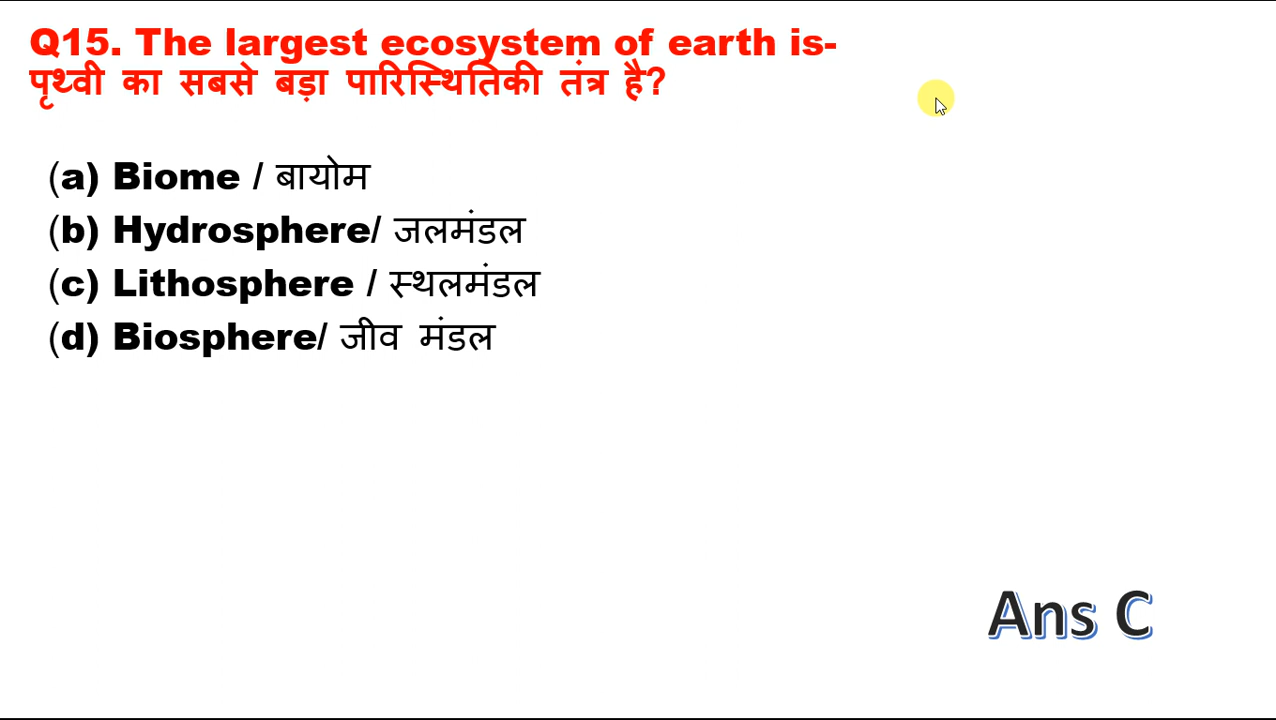 Q15. The largest ecosystem of earth is-
पृथ्वी का सबसे बड़ा पारिस्थितिकी तंत्र है?
(a) Biome / बायोम
(b) Hydrosphere/ जलमंडल
(c) Lithosphere / स्थलमंडल
(d) Biosphere/ जीव मंडल
Ans C